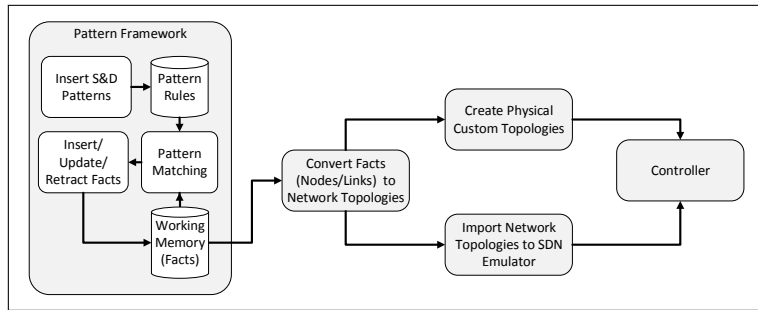 Pattern Framework
Insert S&D
Patterns
Pattern
Rules
Insert/
Update/
Retract Facts
Pattern
Matching
Working
Memory
(Facts)
Convert Facts
(Nodes/Links) to
Network Topologies
Create Physical
Custom Topologies
Import Network
Topologies to SDN
Emulator
Controller